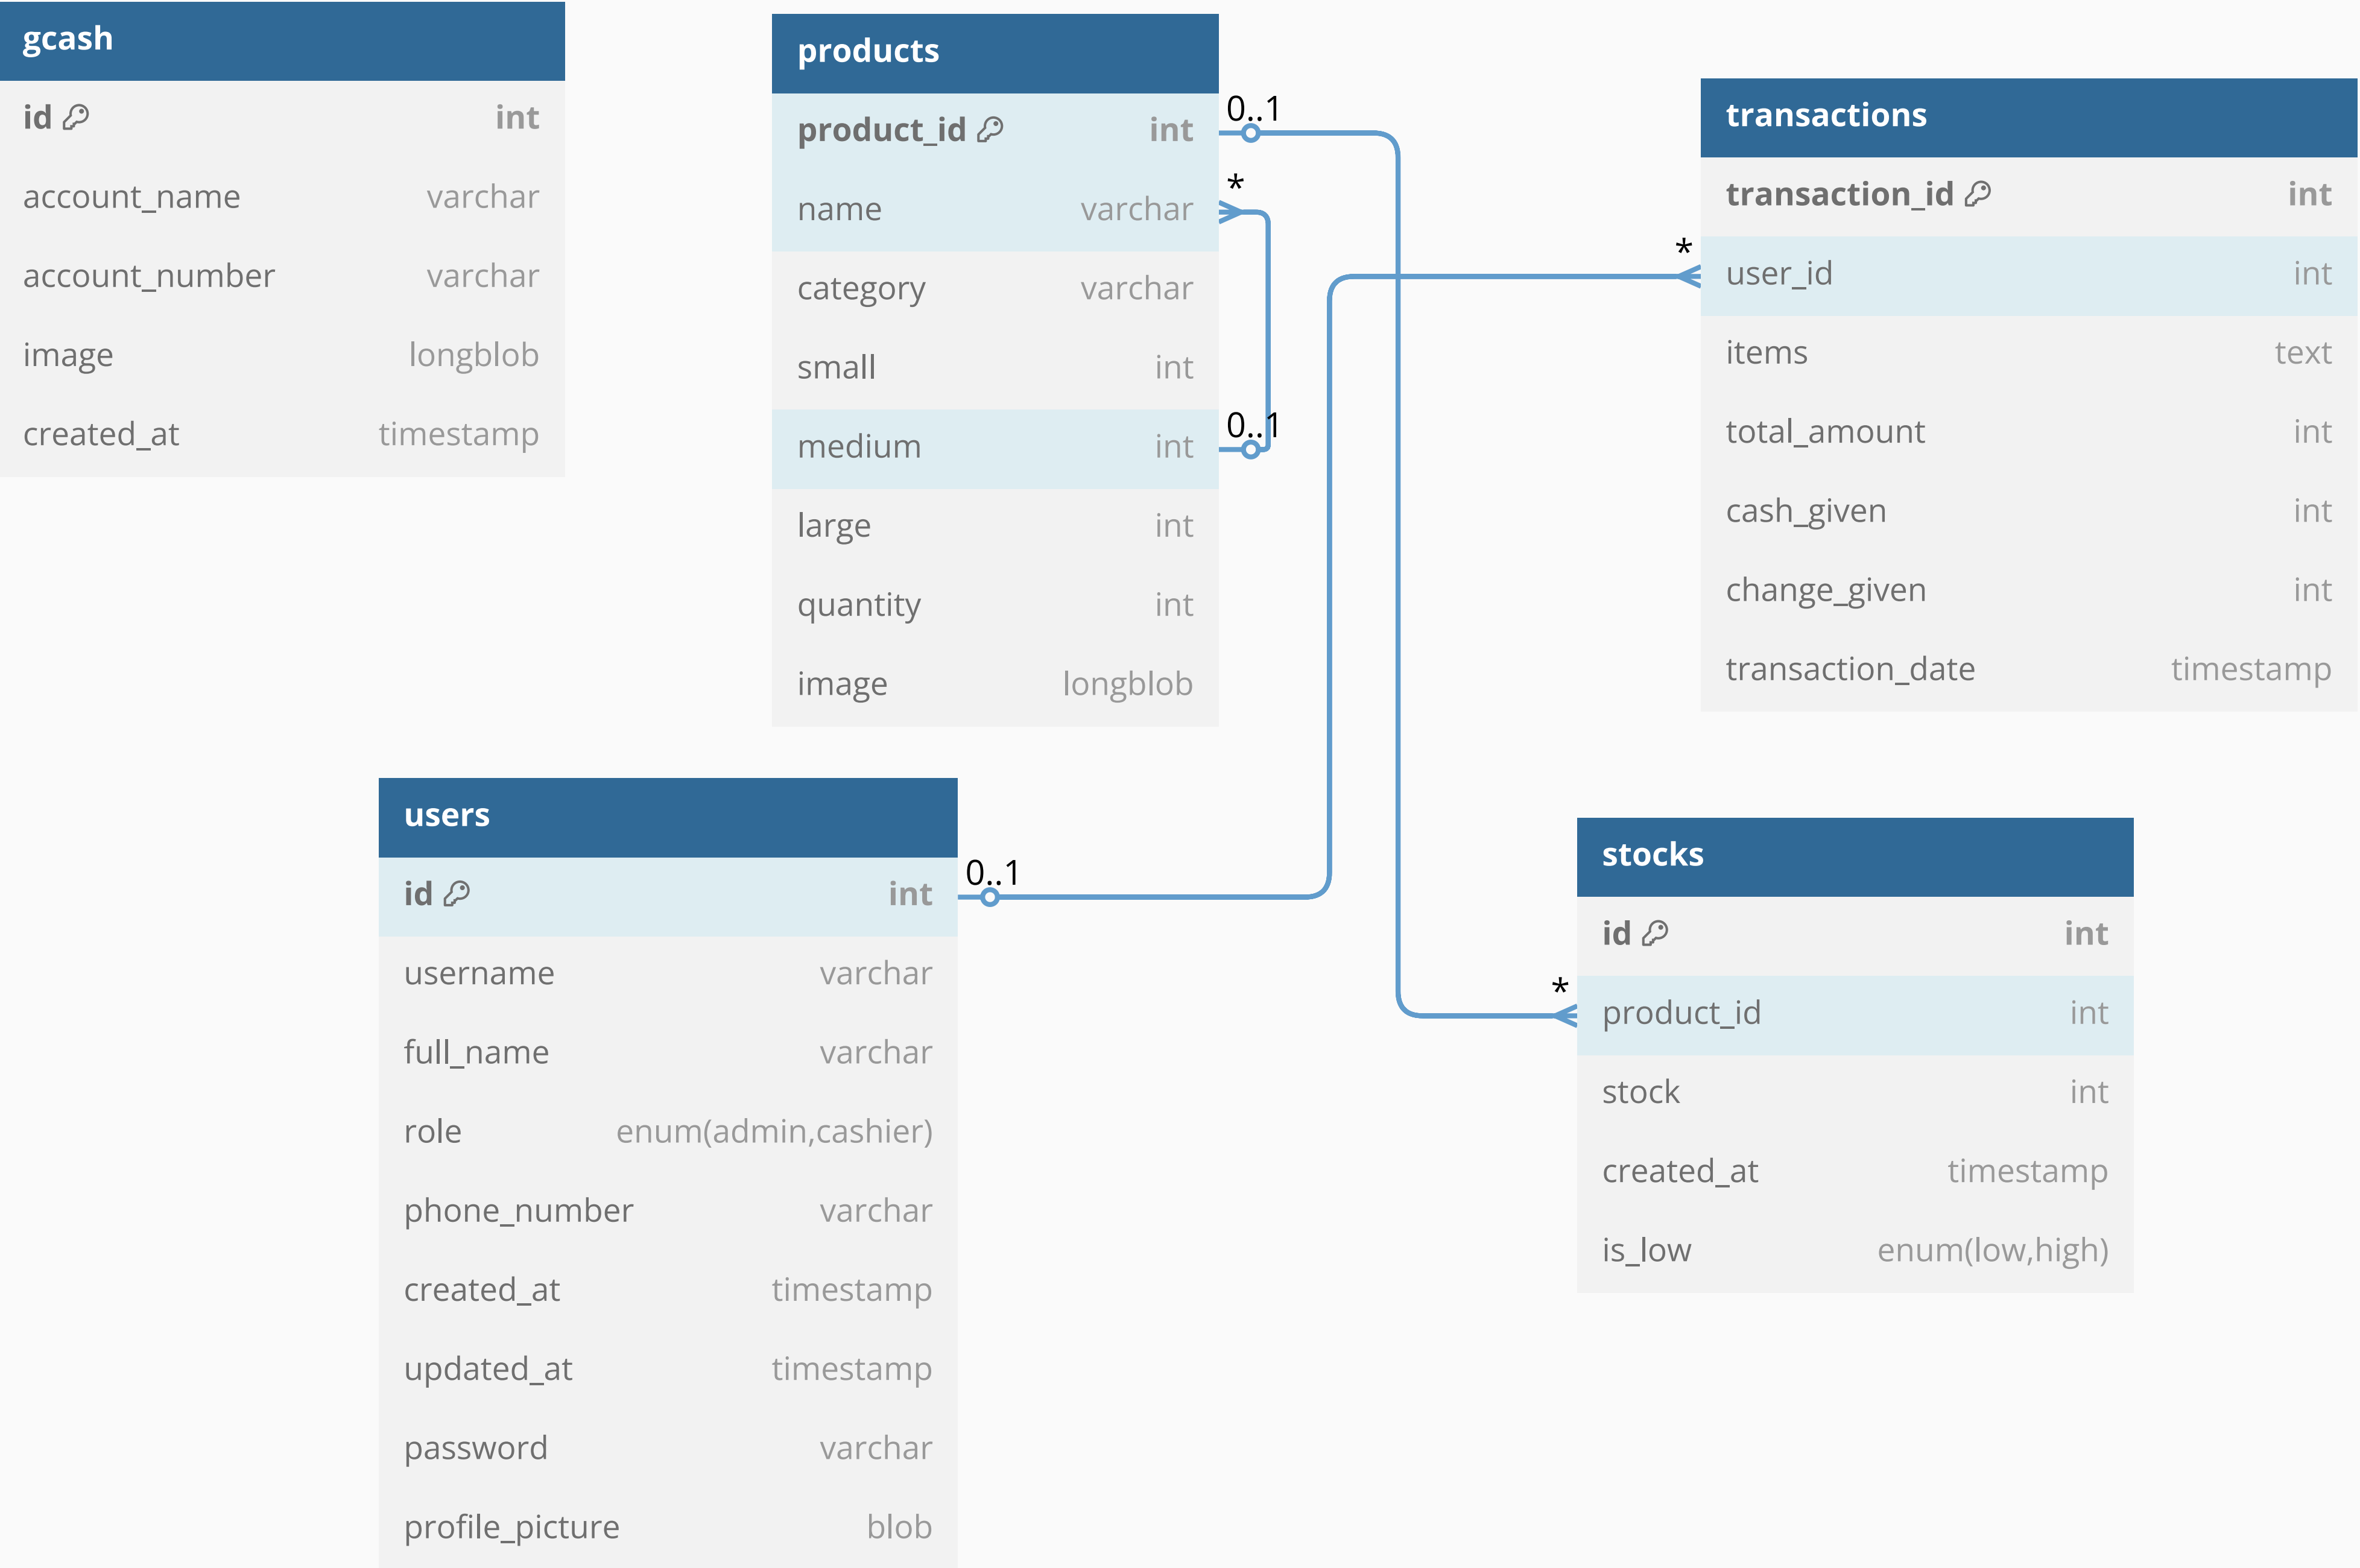 gcash
id int
account_name varchar
account_number varchar
image longblob
created_at timestamp
products
product_id int
name varchar
category varchar
small int
medium int
large int
quantity int
image longblob
0..1
*
0..1
transactions
transaction_id int
user_id int
items text
total_amount int
cash_given int
change_given int
transaction_date timestamp
*
users
id int
username varchar
full_name varchar
role enum(admin,cashier)
phone_number varchar
created_at timestamp
updated_at timestamp
password varchar
profile_picture blob
0..1
stocks
id int
product_id int
stock int
created_at timestamp
is_low enum(low,high)
*